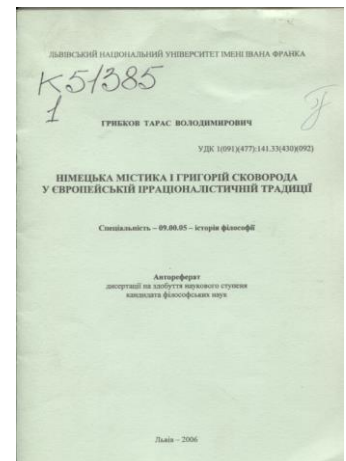 ЛЬВІВСЬКИЙ НАЦІОНАЛЬНИЙ УНІВЕРСИТЕТ ІМЕНІ ІВАНА ФРАНКА
К51385
1
ГРИБКОВ ТАРАС ВОЛОДИМИРОВИЧ
УДК 1(091)(477):141.33(430)(092)
НІМЕЦЬКА МІСТИКА І ГРИГОРІЙ СКОВОРОДА
У ЄВРОПЕЙСЬКІЙ ІРРАЦІОНАЛІСТИЧНІЙ ТРАДИЦІЇ
Спеціальність – 09.00.05 – історія філософії
Автореферат
дисертації на здобуття наукового ступеня
кандидата філософських наук
Львів – 2006